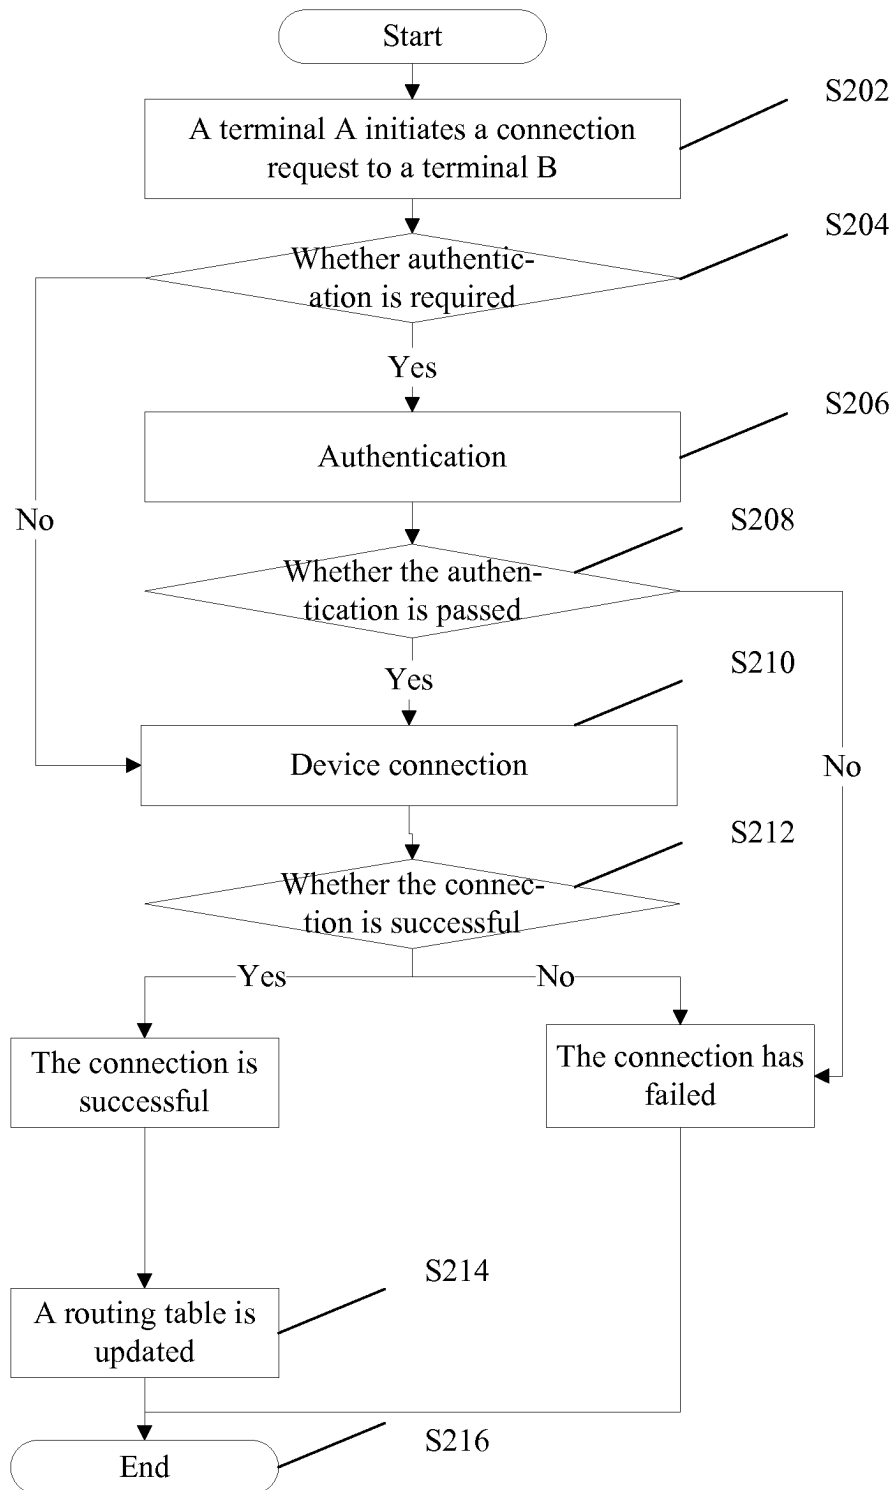 Start
S202
A terminal A initiates a connection
request to a terminal B
S204
Whether authentic-
ation is required
Yes
S206
Authentication
No
S208
Whether the authen-
tication is passed
S210
Yes
Device connection
No
S212
Whether the connec-
tion is successful
Yes
No
The connection is
successful
The connection has
failed
S214
A routing table is
updated
S216
End